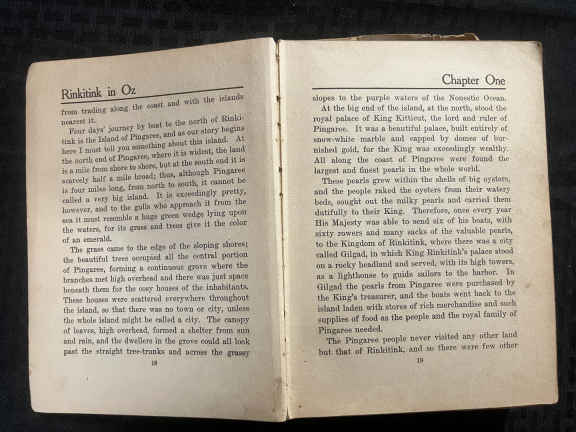 Rinkitink in Oz
from trading along the coast and with the islands
nearest it.
Four days' journey by boat to the north of Rinki-
tink is the Island of Pingaree, and as our story begins
here I must tell you something about this island. At
the north end of Pingaree, where it is widest, the land
is a mile from shore to shore, but at the south end it is
scarcely half a mile broad; thus, although Pingaree
is four miles long, from north to south, it cannot be
called a very big island. It is exceedingly pretty,
however, and to the gulls who approach it from the
sea it must resemble a huge green wedge lying upon
the waters, for its grass and trees give it the color
of an emerald.
The grass came to the edge of the sloping shores;
the beautiful trees occupied all the central portion
of Pingaree, forming a continuous grove where the
branches met high overhead and there was just space
beneath them for the cosy houses of the inhabitants.
These houses were scattered everywhere throughout
the island, so that there was no town or city, unless
the whole island might be called a city. The canopy
of leaves, high overhead, formed a shelter from sun
and rain, and the dwellers in the grove could all look
past the straight tree-trunks and across the grassy
18
Chapter One
slopes to the purple waters of the Nonestic Ocean.
At the big end of the island, at the north, stood the
royal palace of King Kitticut, the lord and ruler of
Pingaree. It was a beautiful palace, built entirely of
snow-white marble and capped by domes of bur-
nished gold, for the King was exceedingly wealthy.
All along the coast of Pingaree were found the
largest and finest pearls in the whole world.
These pearls grew within the shells of big oysters,
and the people raked the oysters from their watery
beds, sought out the milky pearls and carried them
dutifully to their King. Therefore, once every year
His Majesty was able to send six of his boats, with
sixty rowers and many sacks of the valuable pearls,
to the Kingdom of Rinkitink, where there was a city
called Gilgad, in which King Rinkitink's palace stood
on a rocky headland and served, with its high towers,
as a lighthouse to guide sailors to the harbor. In
Gilgad the pearls from Pingaree were purchased by
the King's treasurer, and the boats went back to the
island laden with stores of rich merchandise and such
supplies of food as the people and the royal family of
Pingaree needed.
The Pingaree people never visited any other land
but that of Rinkitink, and so there were few other
19